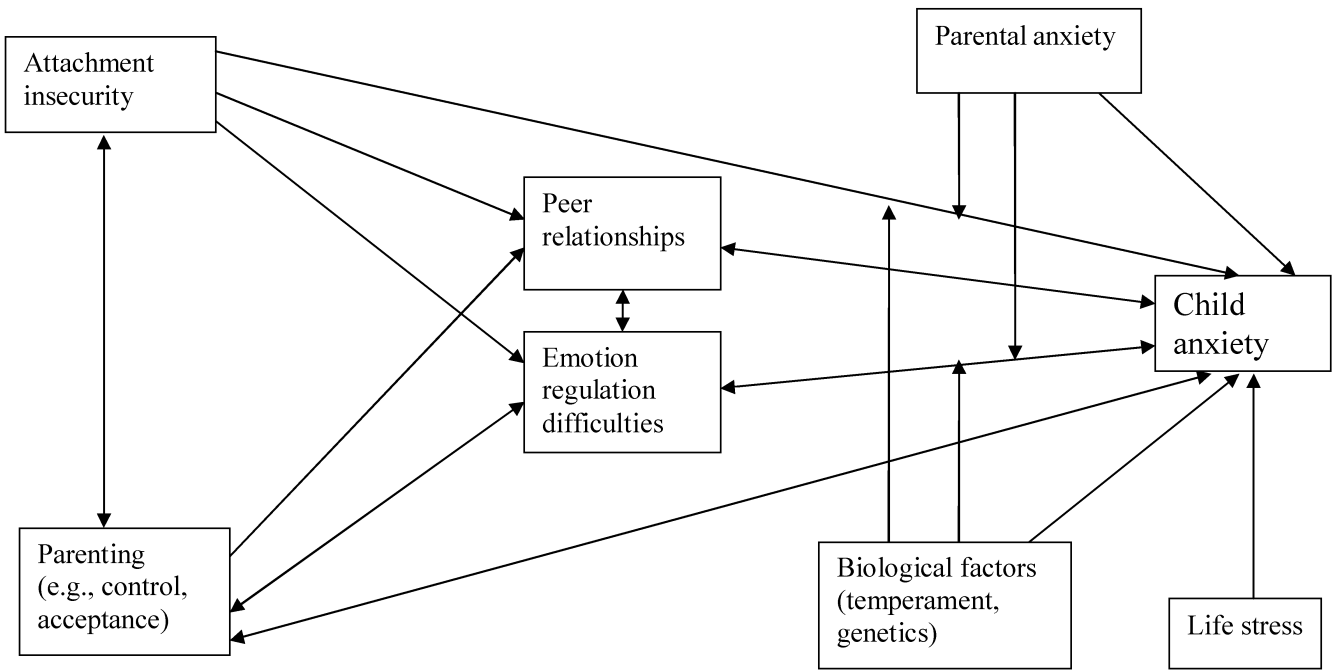 Attachment
insecurity
Parental anxiety
Peer
relationships
Child
anxiety
Emotion
regulation
difficulties
Parenting
(e.g., control,
acceptance)
Biological factors
(temperament,
genetics)
Life stress